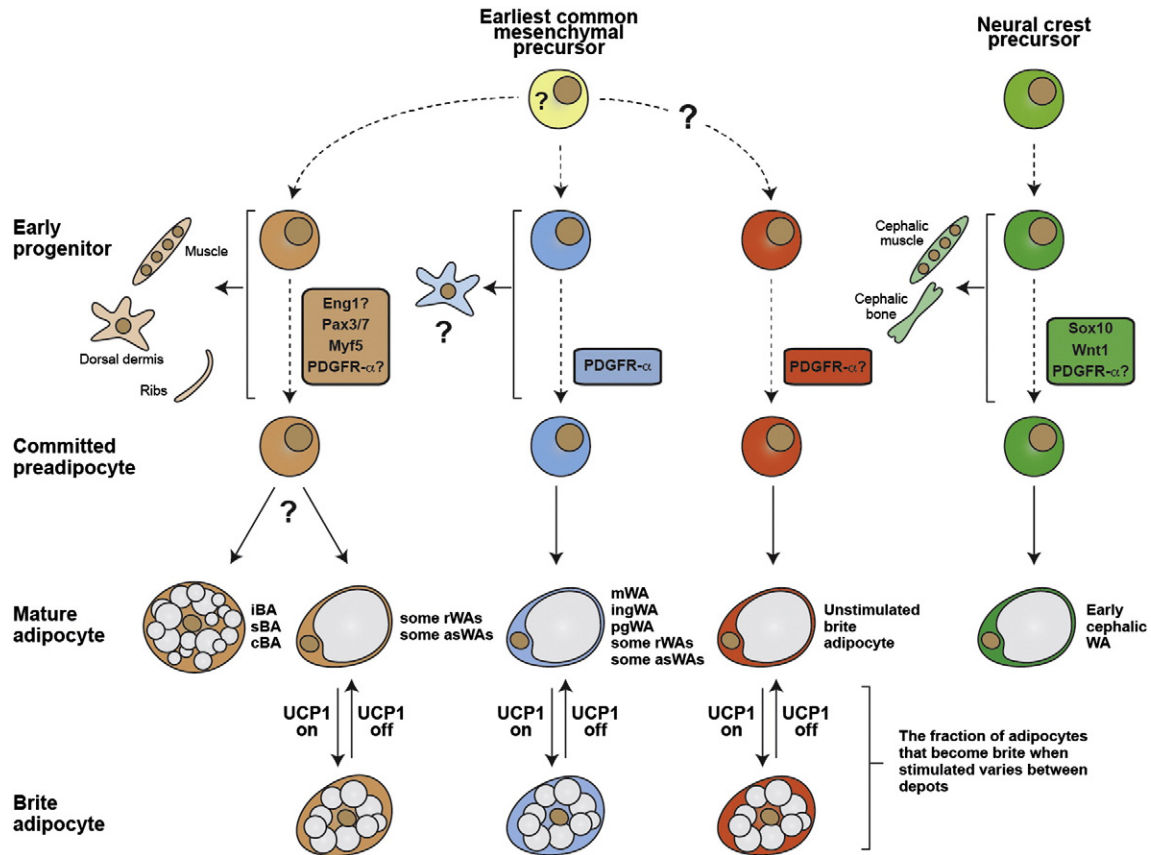 Earliest common
mesenchymal
precursor
Neural crest
precursor
?
?
Early
progenitor
Muscle
Dorsal dermis
Ribs
Eng1?
Pax3/7
Myf5
PDGFR-α?
?
PDGFR-α
PDGFR-α?
Cephalic
muscle
Cephalic
bone
Sox10
Wnt1
PDGFR-α?
Committed
preadipocyte
?
Mature
adipocyte
iBA
sBA
cBA
some rWAs
some asWAs
mWA
ingWA
pgWA
some rWAs
some asWAs
Unstimulated
brite
adipocyte
Early
cephalic
WA
UCP1
on
UCP1
off
UCP1
on
UCP1
off
UCP1
on
UCP1
off
The fraction of adipocytes
that become brite when
stimulated varies between
depots
Brite
adipocyte